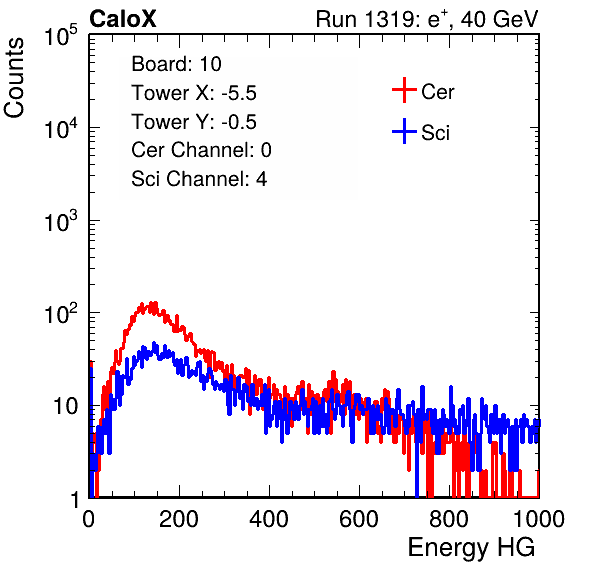 CaloX Run 1319: e⁺, 40 GeV
Counts
10⁵
10⁴
10³
10²
10
1
Board: 10
Tower X: -5.5
Tower Y: -0.5
Cer Channel: 0
Sci Channel: 4
Cer
Sci
0 200 400 600 800 1000
Energy HG